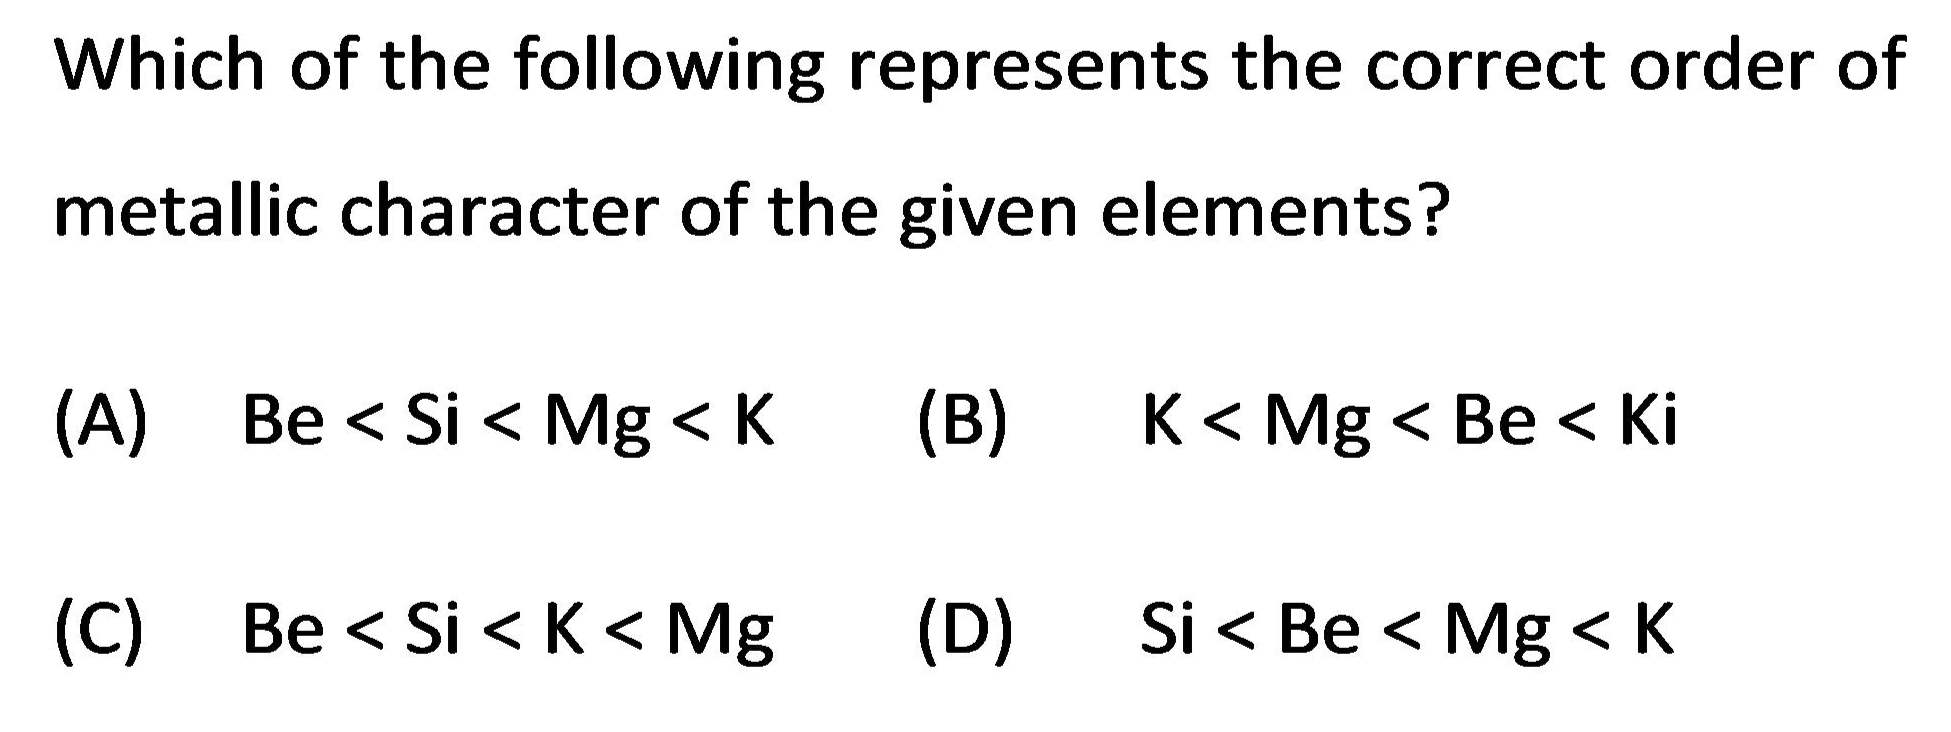 Which of the following represents the correct order of
metallic character of the given elements?
(A) Be < Si < Mg < K (B) K < Mg < Be < Ki
(C) Be < Si < K < Mg (D) Si < Be < Mg < K